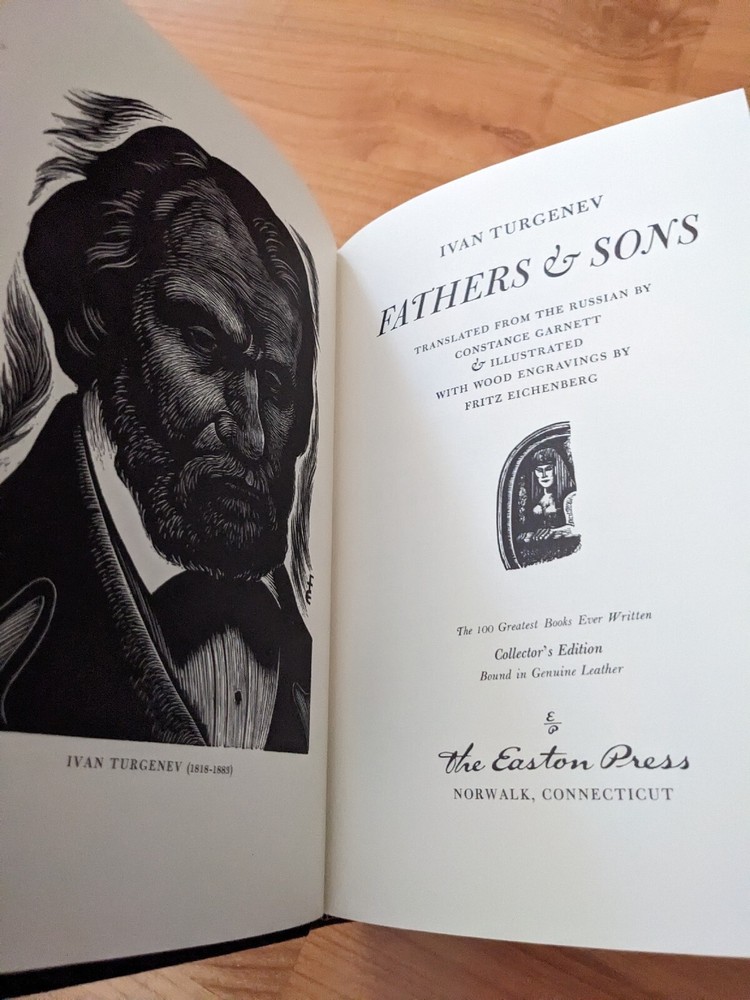 IVAN TURGENEV (1818-1883)
IVAN TURGENEV
FATHERS & SONS
TRANSLATED FROM THE RUSSIAN BY
CONSTANCE GARNETT
& ILLUSTRATED
WITH WOOD ENGRAVINGS BY
FRITZ EICHENBERG
The 100 Greatest Books Ever Written
Collector's Edition
Bound in Genuine Leather
E
P
the Easton Press
NORWALK, CONNECTICUT